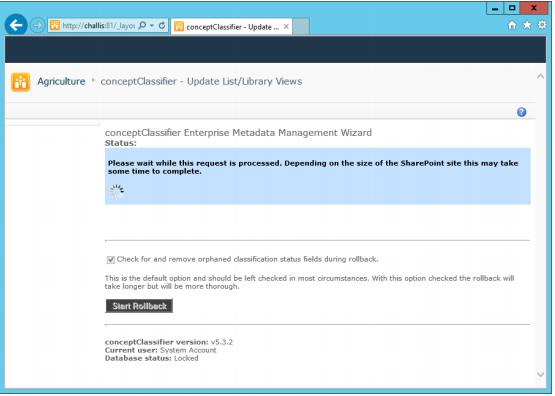 http://challis:81/_layou
conceptClassifier - Update ...
Agriculture
conceptClassifier - Update List/Library Views
conceptClassifier Enterprise Metadata Management Wizard
Status:
Please wait while this request is processed. Depending on the size of the SharePoint site this may take
some time to complete.
Check for and remove orphaned classification status fields during rollback.
This is the default option and should be left checked in most circumstances. With this option checked the rollback will
take longer but will be more thorough.
Start Rollback
conceptClassifier version: v5.3.2
Current user: System Account
Database status: Locked